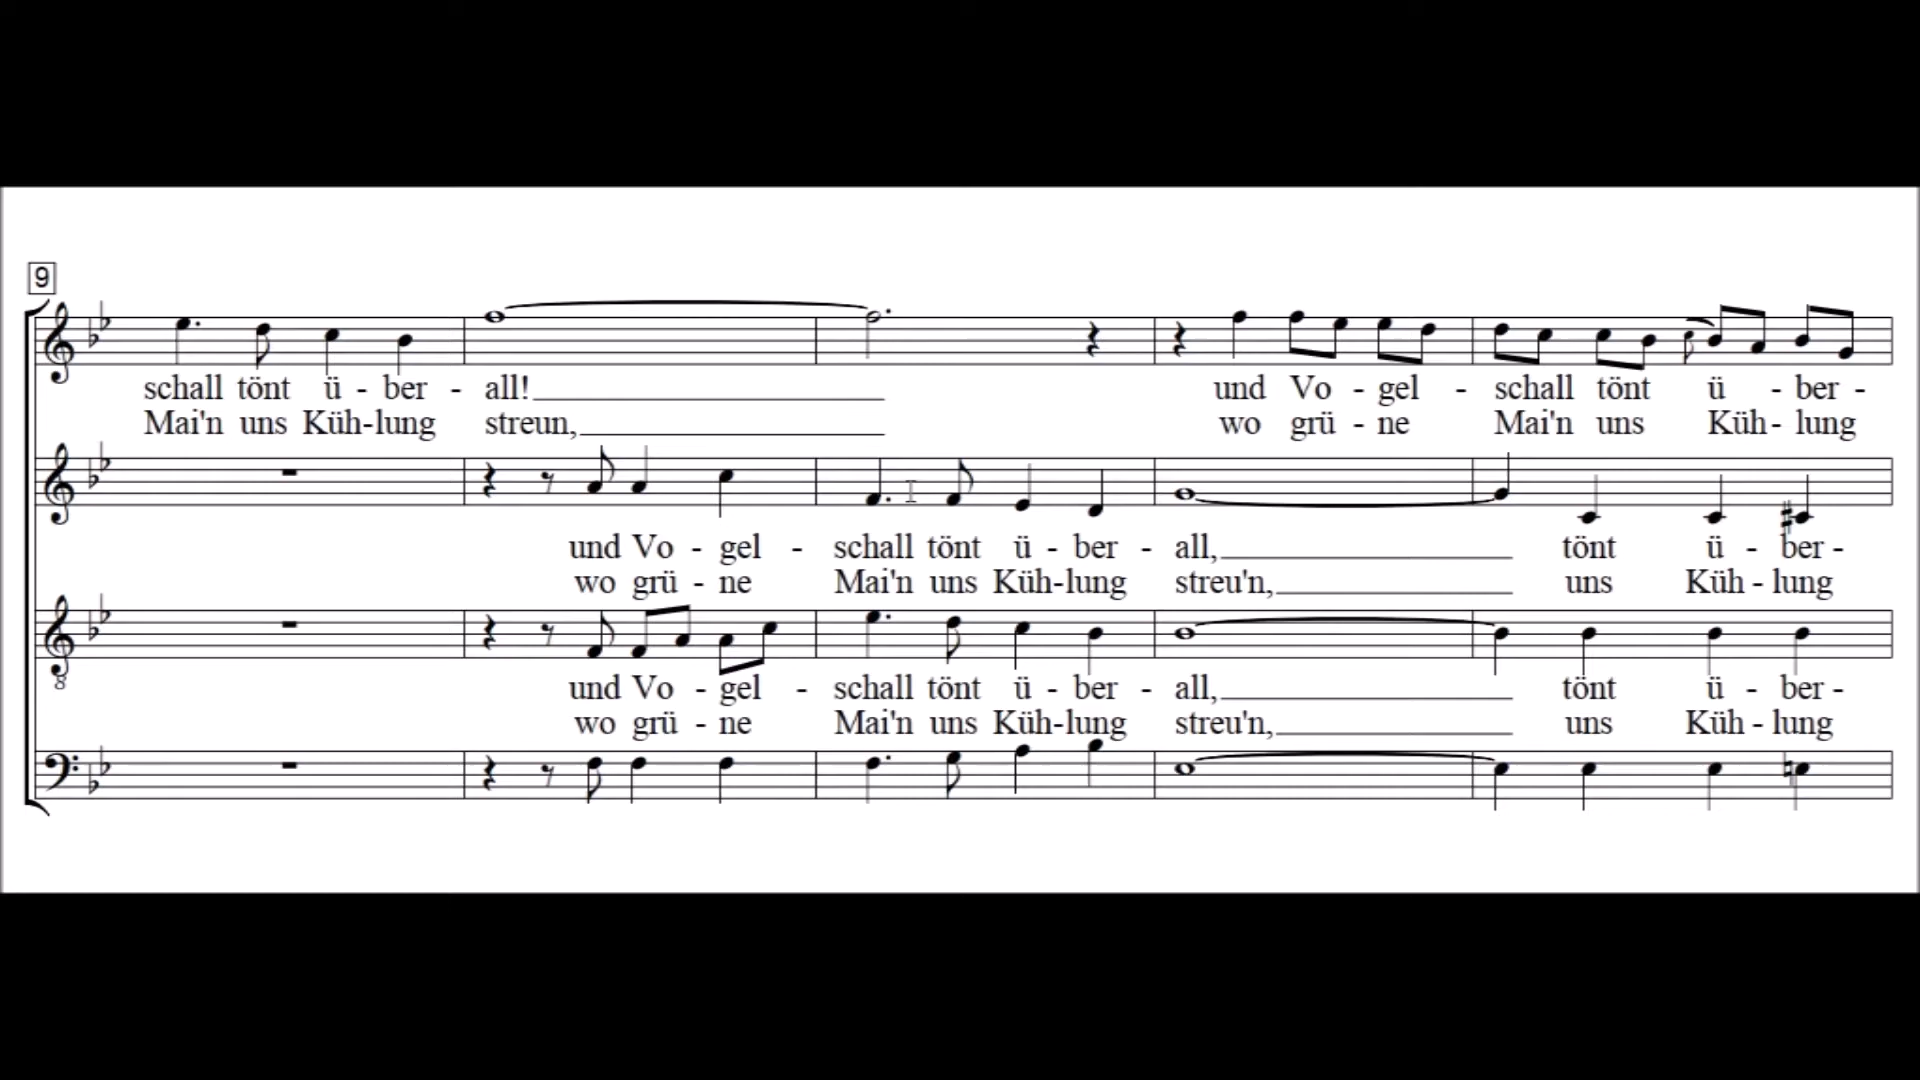 9
schall tönt ü - ber - all! und Vo - gel - schall tönt ü - ber -
Mai'n uns Küh-lung streun, wo grü - ne Mai'n uns Küh - lung
und Vo - gel - schall tönt ü - ber - all, tönt ü - ber -
wo grü - ne Mai'n uns Küh-lung streu'n, uns Küh - lung
8
und Vo - gel - schall tönt ü - ber - all, tönt ü - ber -
wo grü - ne Mai'n uns Küh-lung streu'n, uns Küh - lung